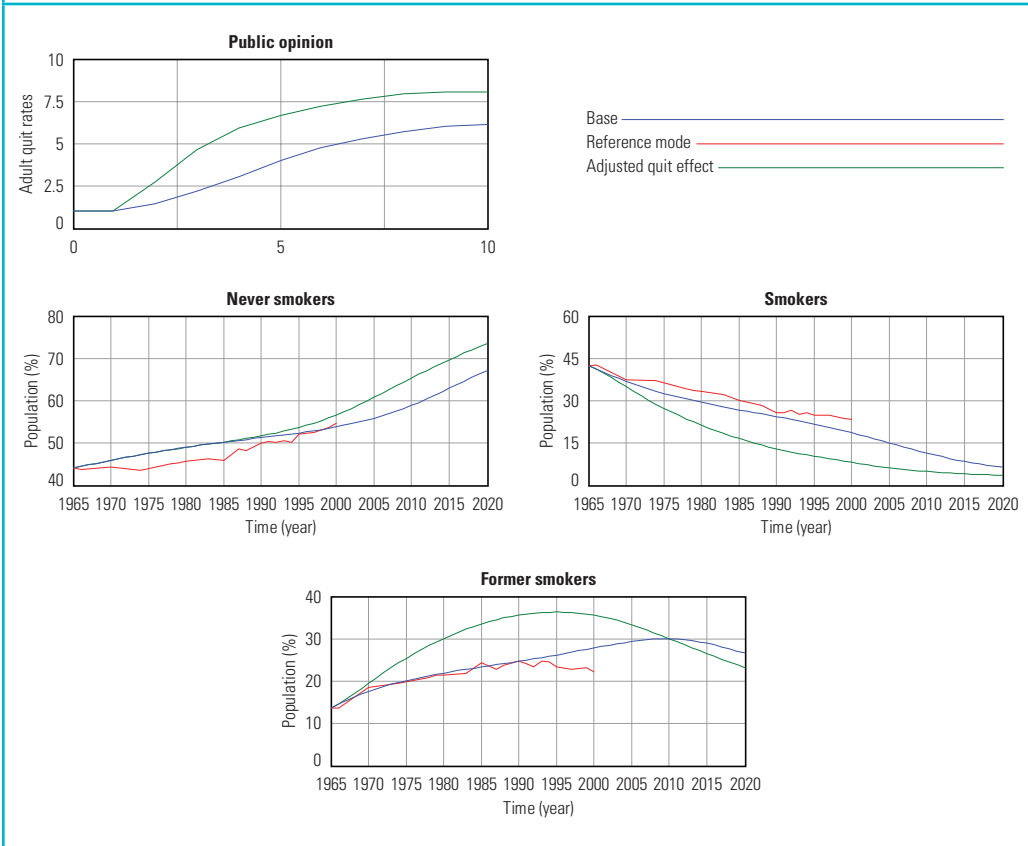 Public opinion
Adult quit rates
10
7.5
5
2.5
0
0 5 10
Base
Reference mode
Adjusted quit effect
Never smokers
Population (%)
80
70
60
50
40
1965 1970 1975 1980 1985 1990 1995 2000 2005 2010 2015 2020
Time (year)
Smokers
Population (%)
60
45
30
15
0
1965 1970 1975 1980 1985 1990 1995 2000 2005 2010 2015 2020
Time (year)
Former smokers
Population (%)
40
30
20
10
0
1965 1970 1975 1980 1985 1990 1995 2000 2005 2010 2015 2020
Time (year)